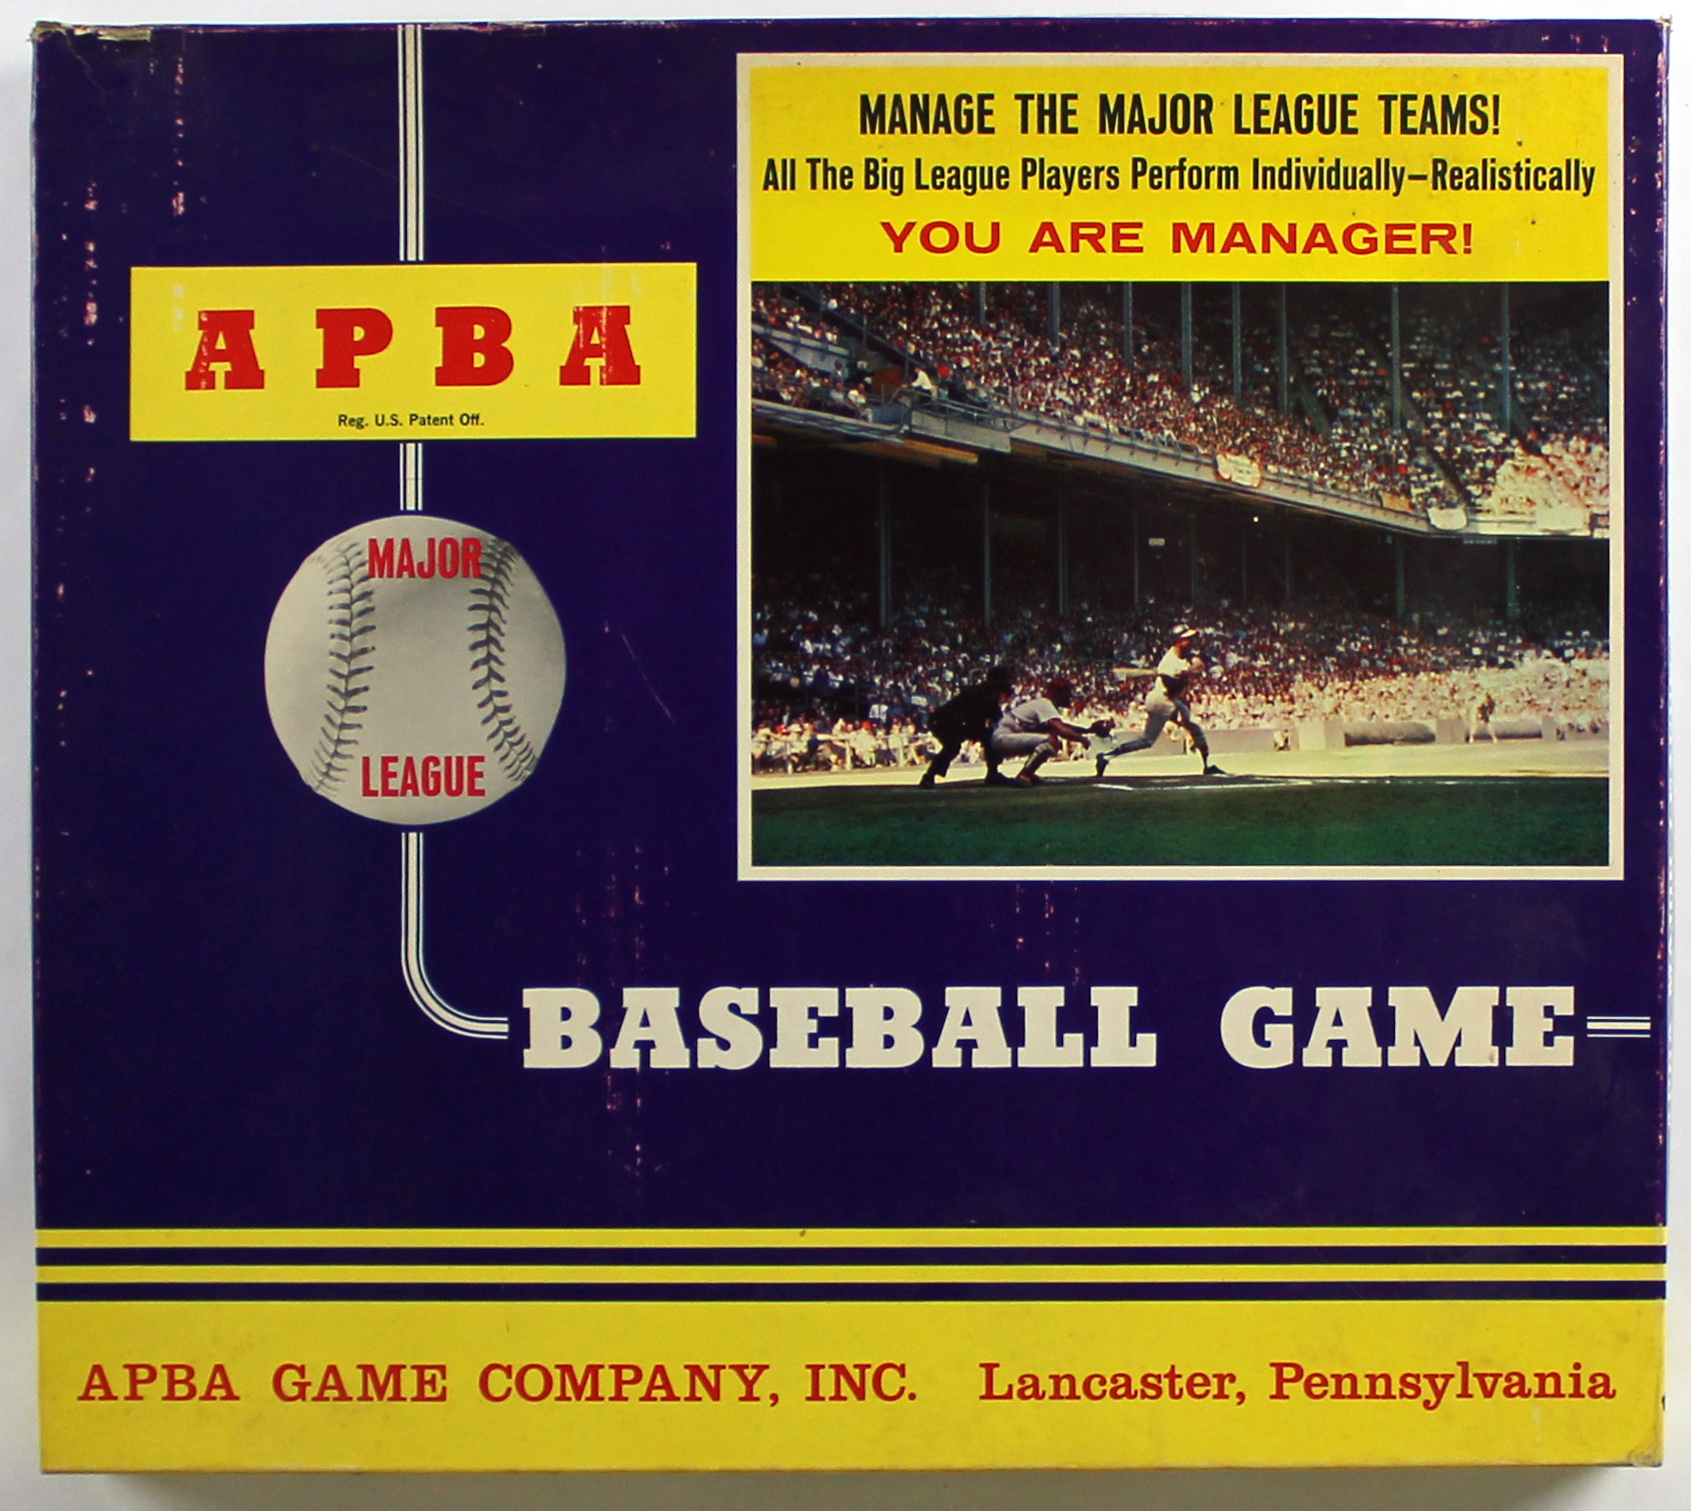 MANAGE THE MAJOR LEAGUE TEAMS!
All The Big League Players Perform Individually—Realistically
YOU ARE MANAGER!
APBA
Reg. U.S. Patent Off.
MAJOR
LEAGUE
BASEBALL GAME
APBA GAME COMPANY, INC. Lancaster, Pennsylvania